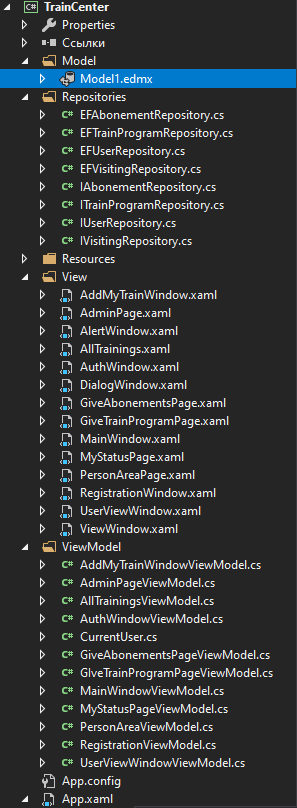 C# TrainCenter
Properties
Ссылки
Model
Model1.edmx
Repositories
C# EFAbonementRepository.cs
C# EFTrainProgramRepository.cs
C# EFUserRepository.cs
C# EFVisitingRepository.cs
C# IAbonementRepository.cs
C# ITrainProgramRepository.cs
C# IUserRepository.cs
C# IVisitingRepository.cs
Resources
View
AddMyTrainWindow.xaml
AdminPage.xaml
AlertWindow.xaml
AllTrainings.xaml
AuthWindow.xaml
DialogWindow.xaml
GiveAbonementsPage.xaml
GiveTrainProgramPage.xaml
MainWindow.xaml
MyStatusPage.xaml
PersonAreaPage.xaml
RegistrationWindow.xaml
UserViewWindow.xaml
ViewWindow.xaml
ViewModel
C# AddMyTrainWindowViewModel.cs
C# AdminPageViewModel.cs
C# AllTrainingsViewModel.cs
C# AuthWindowViewModel.cs
C# CurrentUser.cs
C# GiveAbonementsPageViewModel.cs
C# GIveTrainProgramPageViewModel.cs
C# MainWindowViewModel.cs
C# MyStatusPageViewModel.cs
C# PersonAreaViewModel.cs
C# RegistrationViewModel.cs
C# UserViewWindowViewModel.cs
App.config
App.xaml